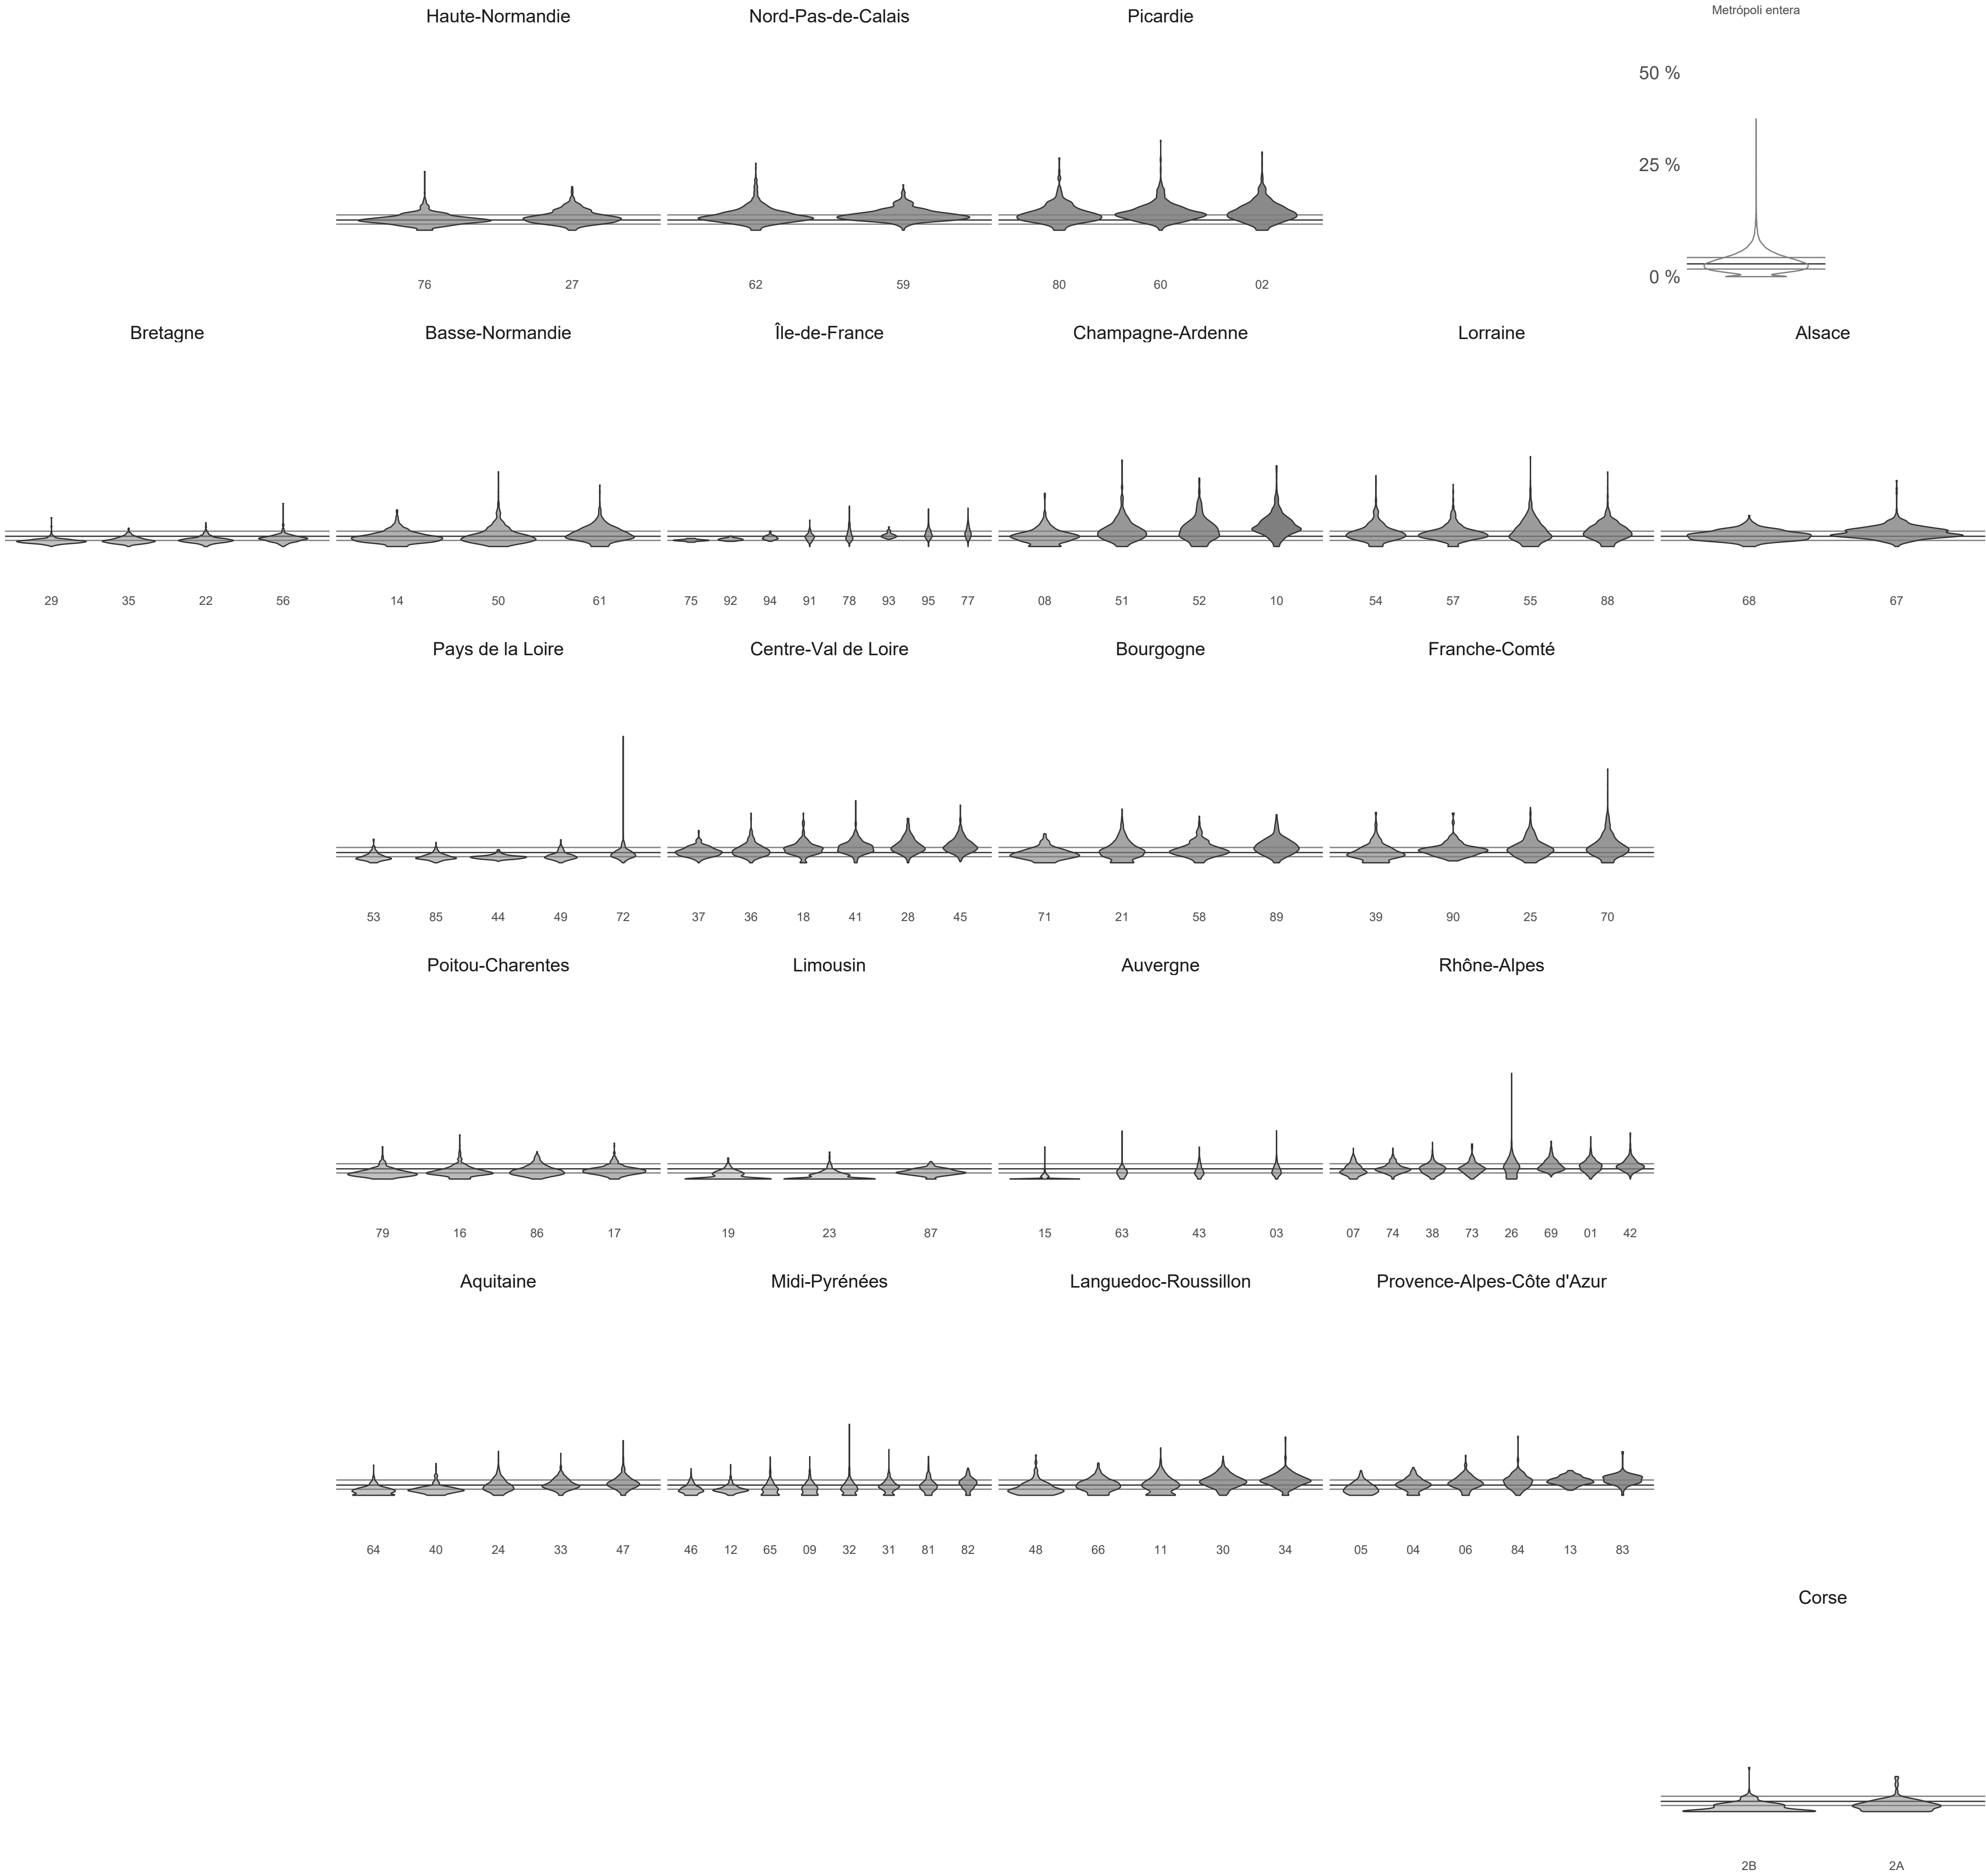 Haute-Normandie Nord-Pas-de-Calais Picardie Metrópoli entera
50 %
25 %
0 %
76 27 62 59 80 60 02
Bretagne Basse-Normandie Île-de-France Champagne-Ardenne Lorraine Alsace
29 35 22 56 14 50 61 75 92 94 91 78 93 95 77 08 51 52 10 54 57 55 88 68 67
Pays de la Loire Centre-Val de Loire Bourgogne Franche-Comté
53 85 44 49 72 37 36 18 41 28 45 71 21 58 89 39 90 25 70
Poitou-Charentes Limousin Auvergne Rhône-Alpes
79 16 86 17 19 23 87 15 63 43 03 07 74 38 73 26 69 01 42
Aquitaine Midi-Pyrénées Languedoc-Roussillon Provence-Alpes-Côte d'Azur
64 40 24 33 47 46 12 65 09 32 31 81 82 48 66 11 30 34 05 04 06 84 13 83
Corse
2B 2A